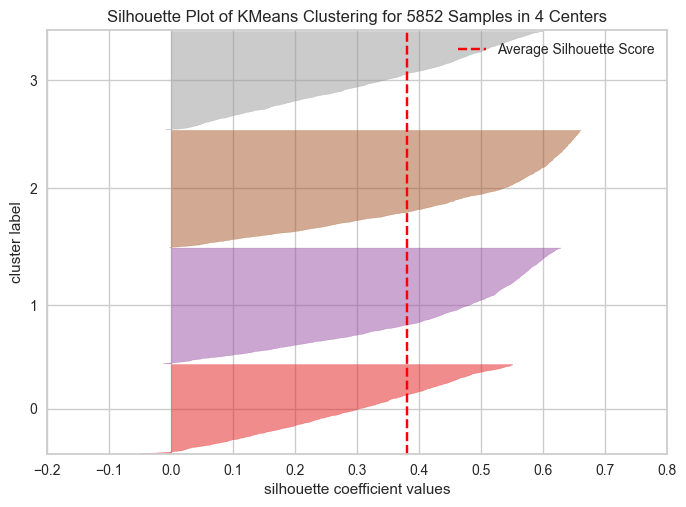 Silhouette Plot of KMeans Clustering for 5852 Samples in 4 Centers
Average Silhouette Score
3
2
1
0
cluster label
−0.2 −0.1 0.0 0.1 0.2 0.3 0.4 0.5 0.6 0.7 0.8
silhouette coefficient values